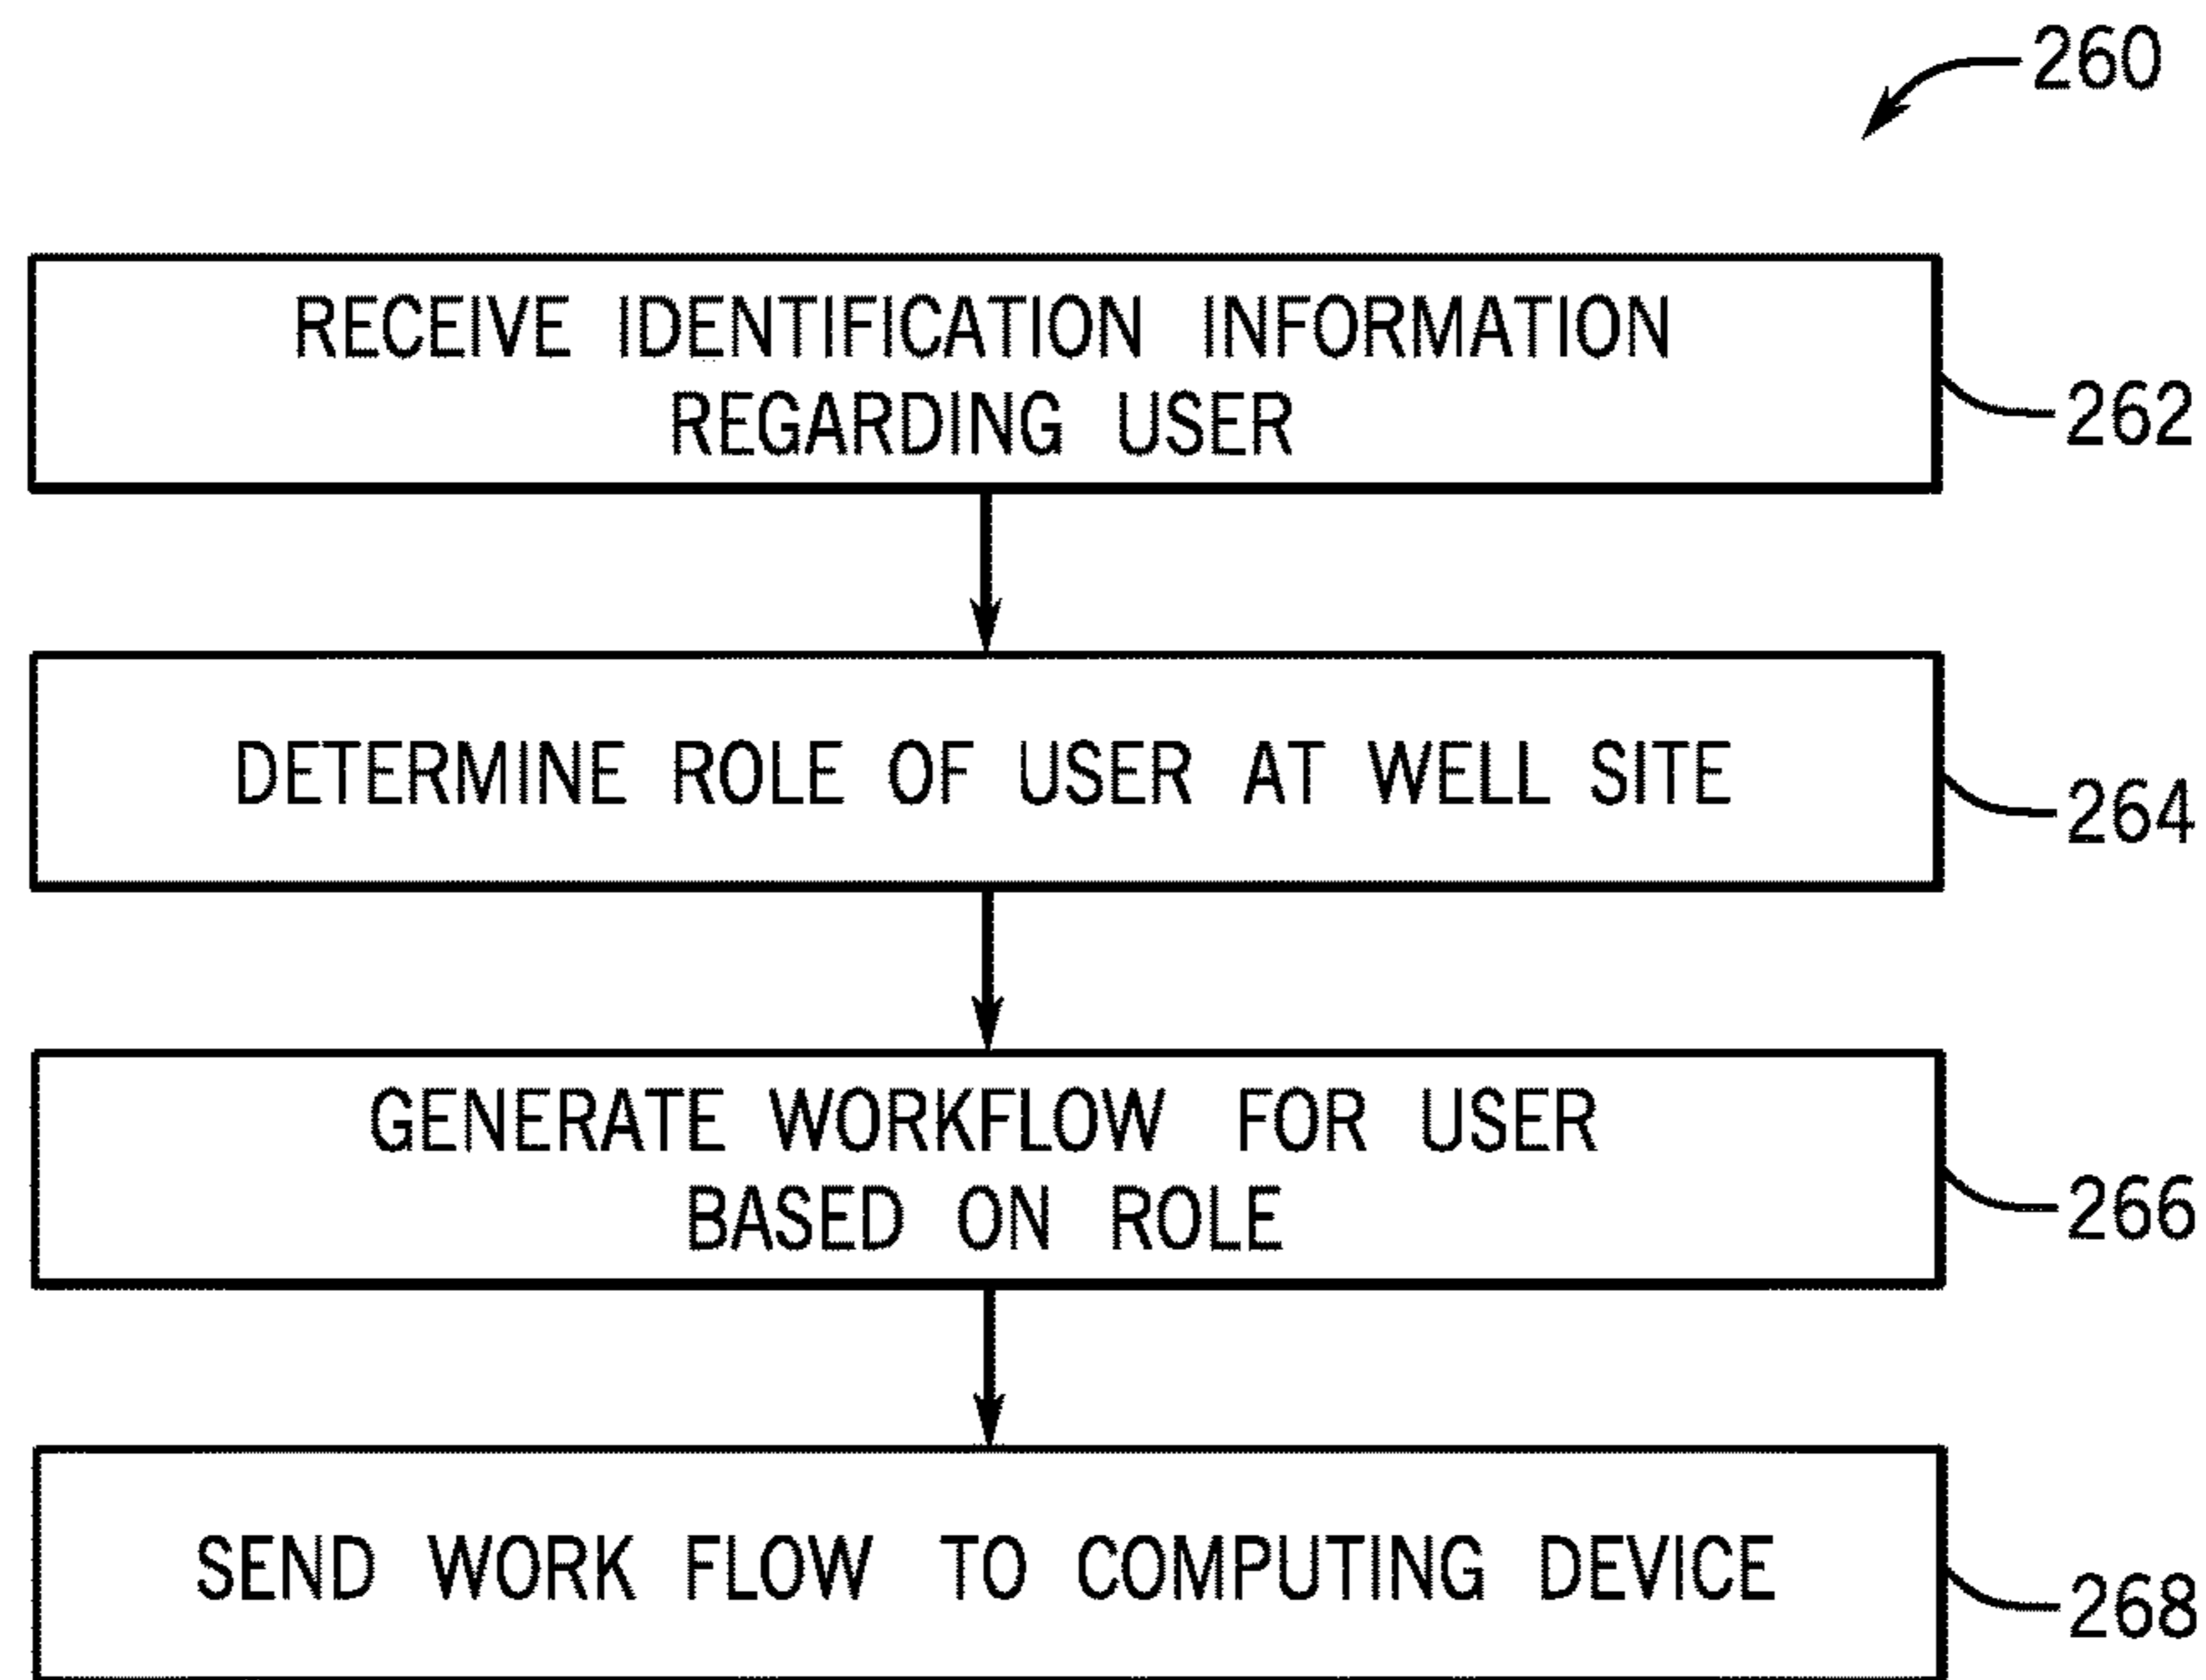 260
RECEIVE IDENTIFICATION INFORMATION
REGARDING USER
262
DETERMINE ROLE OF USER AT WELL SITE
264
GENERATE WORKFLOW FOR USER
BASED ON ROLE
266
SEND WORK FLOW TO COMPUTING DEVICE
268